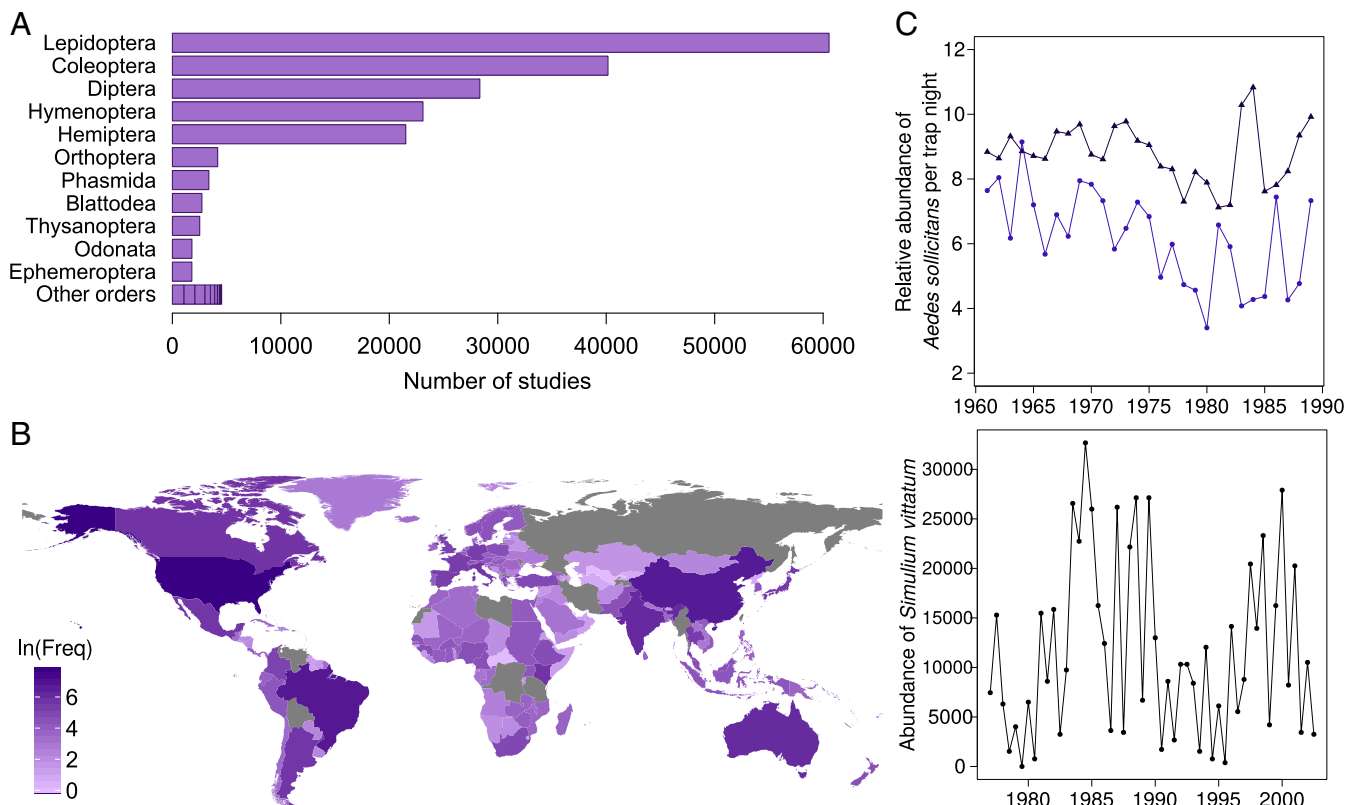 A
Lepidoptera
Coleoptera
Diptera
Hymenoptera
Hemiptera
Orthoptera
Phasmida
Blattodea
Thysanoptera
Odonata
Ephemeroptera
Other orders
0 10000 20000 30000 40000 50000 60000
Number of studies
B
ln(Freq)
6
4
2
0
C
Relative abundance of
Aedes sollicitans per trap night
12
10
8
6
4
2
1960 1965 1970 1975 1980 1985 1990
Abundance of Simulium vittatum
30000
25000
20000
15000
10000
5000
0
1980 1985 1990 1995 2000